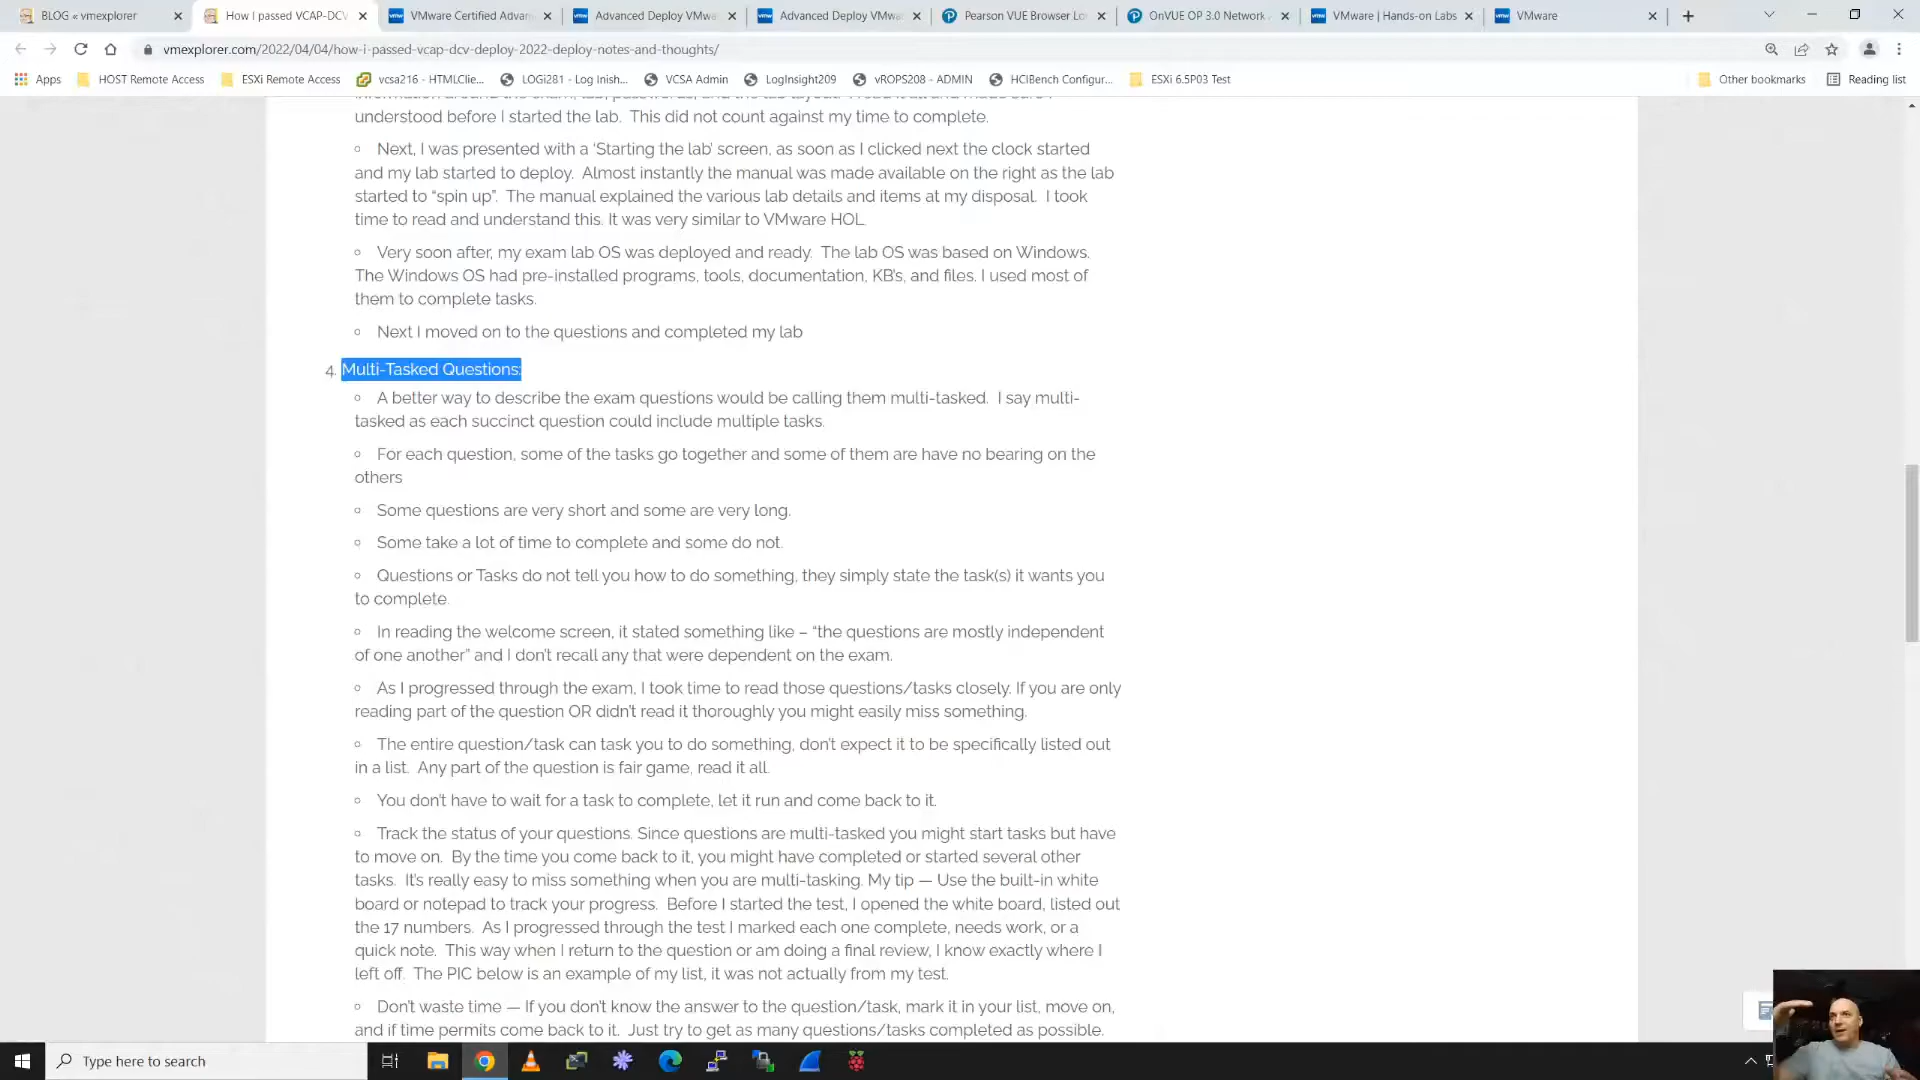 BLOG « vmexplorer
How I passed VCAP-DCV
VMware Certified Advan
Advanced Deploy VMwa
Advanced Deploy VMwa
Pearson VUE Browser Lo
OnVUE OP 3.0 Network
VMware | Hands-on Labs
VMware
vmexplorer.com/2022/04/04/how-i-passed-vcap-dcv-deploy-2022-deploy-notes-and-thoughts/
Apps
HOST Remote Access
ESXi Remote Access
vcsa216 - HTMLClie...
LOGi281 - Log Inish...
VCSA Admin
LogInsight209
vROPS208 - ADMIN
HCIBench Configur...
ESXi 6.5P03 Test
Other bookmarks
Reading list
understood before I started the lab. This did not count against my time to complete.
Next, I was presented with a ‘Starting the lab’ screen, as soon as I clicked next the clock started
and my lab started to deploy. Almost instantly the manual was made available on the right as the lab
started to “spin up”. The manual explained the various lab details and items at my disposal. I took
time to read and understand this. It was very similar to VMware HOL.
Very soon after, my exam lab OS was deployed and ready. The lab OS was based on Windows.
The Windows OS had pre-installed programs, tools, documentation, KB’s, and files. I used most of
them to complete tasks.
Next I moved on to the questions and completed my lab
4. Multi-Tasked Questions:
A better way to describe the exam questions would be calling them multi-tasked. I say multi-
tasked as each succinct question could include multiple tasks.
For each question, some of the tasks go together and some of them are have no bearing on the
others
Some questions are very short and some are very long.
Some take a lot of time to complete and some do not.
Questions or Tasks do not tell you how to do something, they simply state the task(s) it wants you
to complete.
In reading the welcome screen, it stated something like – “the questions are mostly independent
of one another” and I don’t recall any that were dependent on the exam.
As I progressed through the exam, I took time to read those questions/tasks closely. If you are only
reading part of the question OR didn’t read it thoroughly you might easily miss something.
The entire question/task can task you to do something, don’t expect it to be specifically listed out
in a list. Any part of the question is fair game, read it all.
You don’t have to wait for a task to complete, let it run and come back to it.
Track the status of your questions. Since questions are multi-tasked you might start tasks but have
to move on. By the time you come back to it, you might have completed or started several other
tasks. It’s really easy to miss something when you are multi-tasking. My tip — Use the built-in white
board or notepad to track your progress. Before I started the test, I opened the white board, listed out
the 17 numbers. As I progressed through the test I marked each one complete, needs work, or a
quick note. This way when I return to the question or am doing a final review, I know exactly where I
left off. The PIC below is an example of my list, it was not actually from my test.
Don’t waste time — If you don’t know the answer to the question/task, mark it in your list, move on,
and if time permits come back to it. Just try to get as many questions/tasks completed as possible.
Type here to search